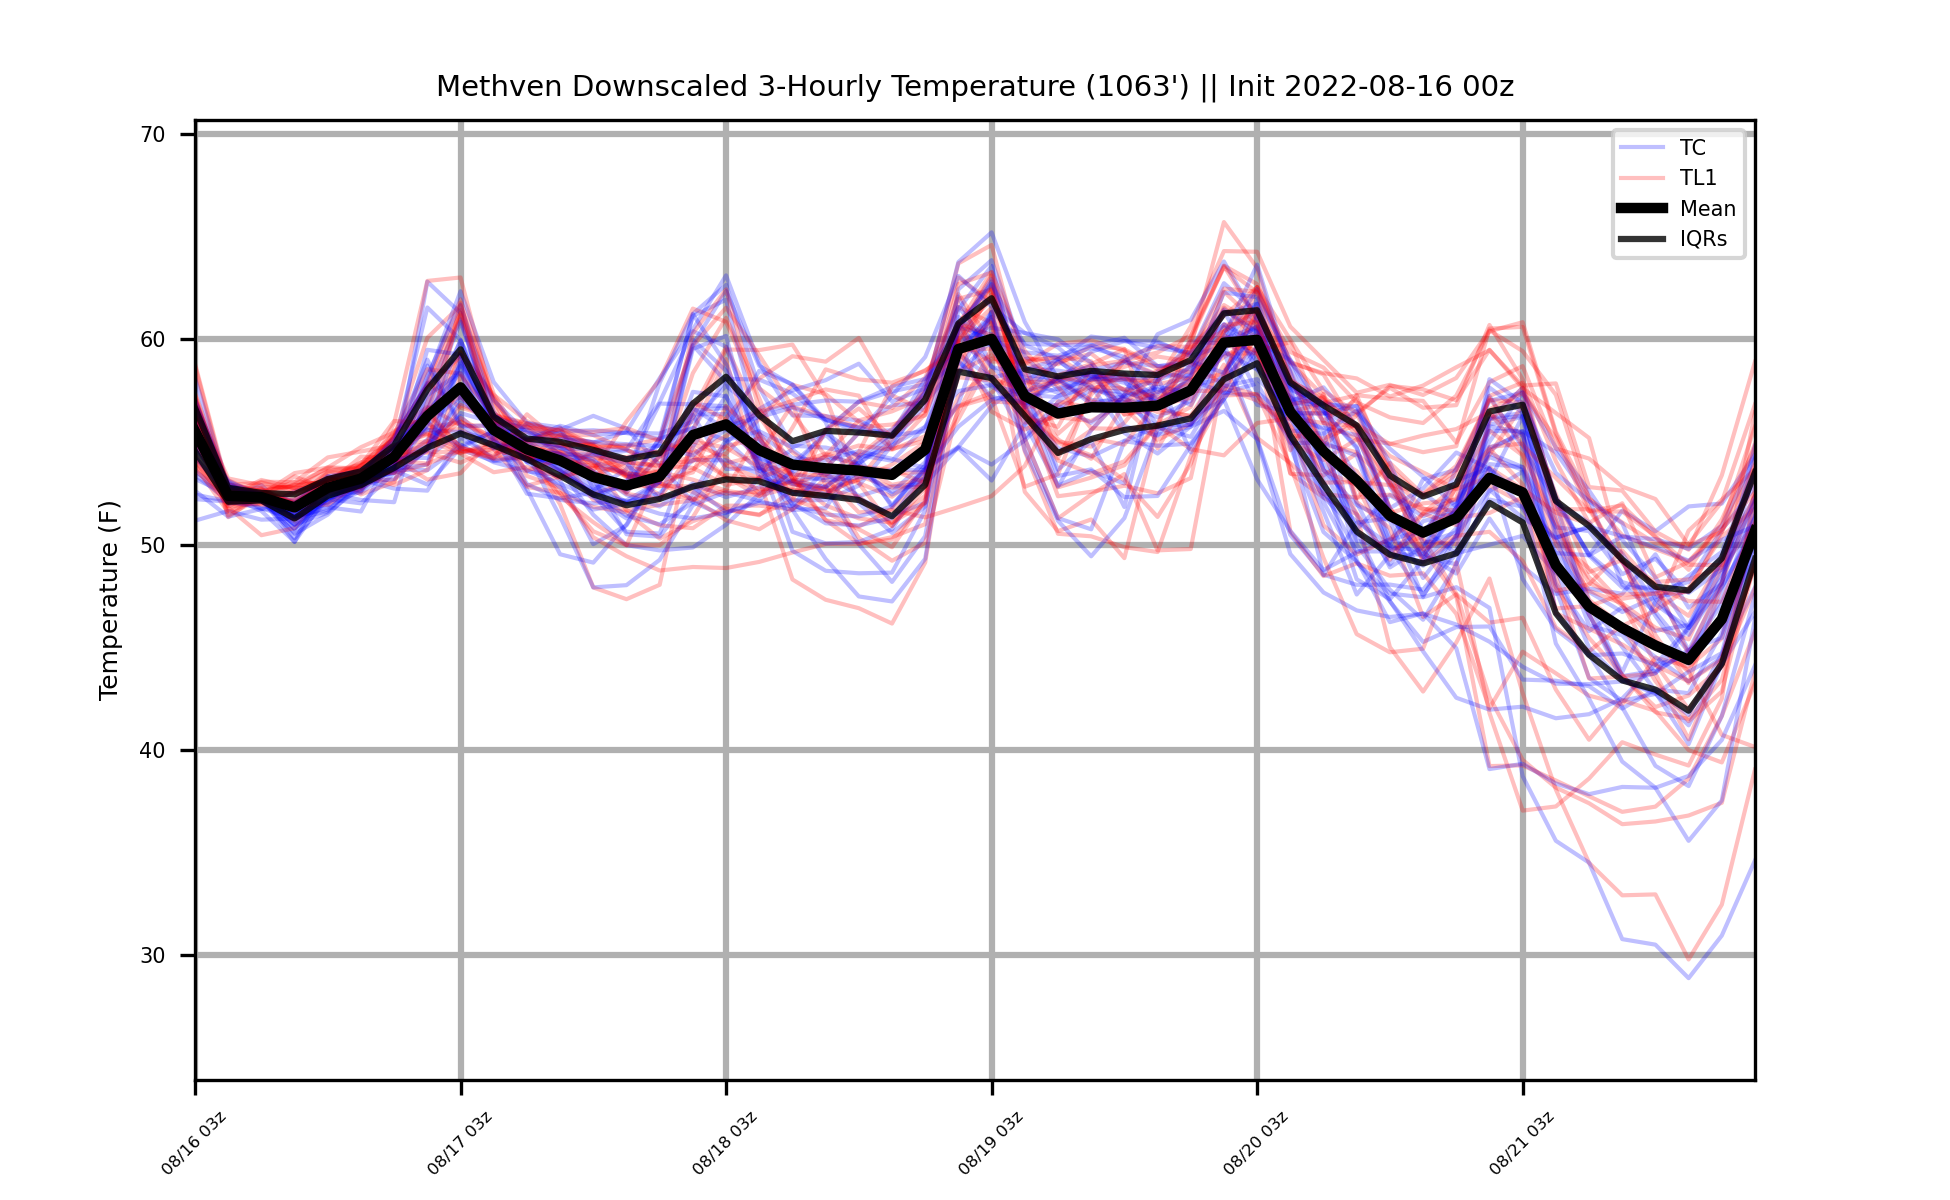 Methven Downscaled 3-Hourly Temperature (1063') || Init 2022-08-16 00z
TC
TL1
Mean
IQRs
Temperature (F)
70
60
50
40
30
08/16 03z
08/17 03z
08/18 03z
08/19 03z
08/20 03z
08/21 03z